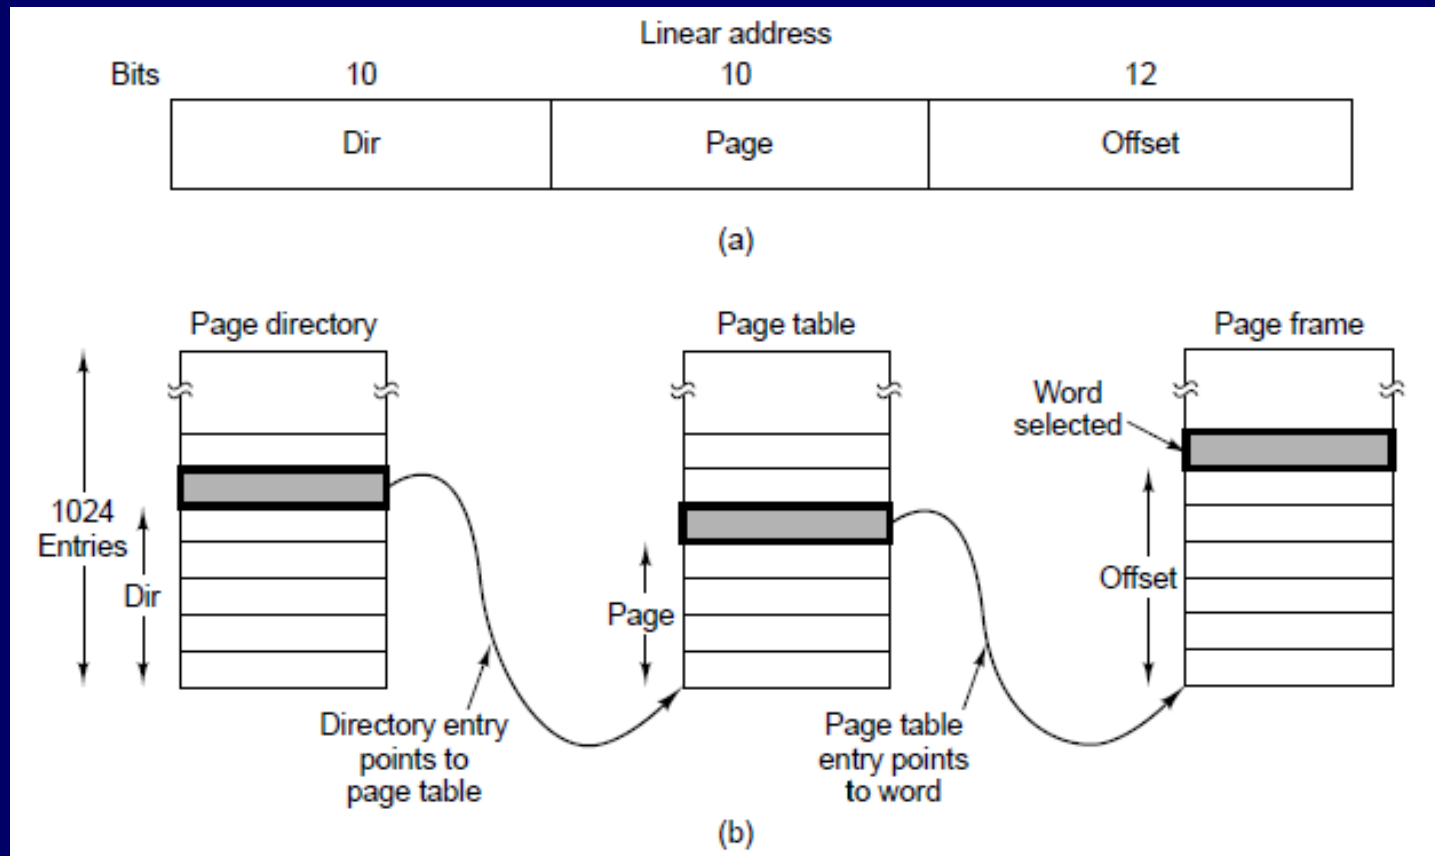 Linear address
Bits 10 10 12
Dir Page Offset
(a)
Page directory Page table Page frame
Word
selected
1024
Entries
Dir
Page
Offset
Directory entry
points to
page table
Page table
entry points
to word
(b)